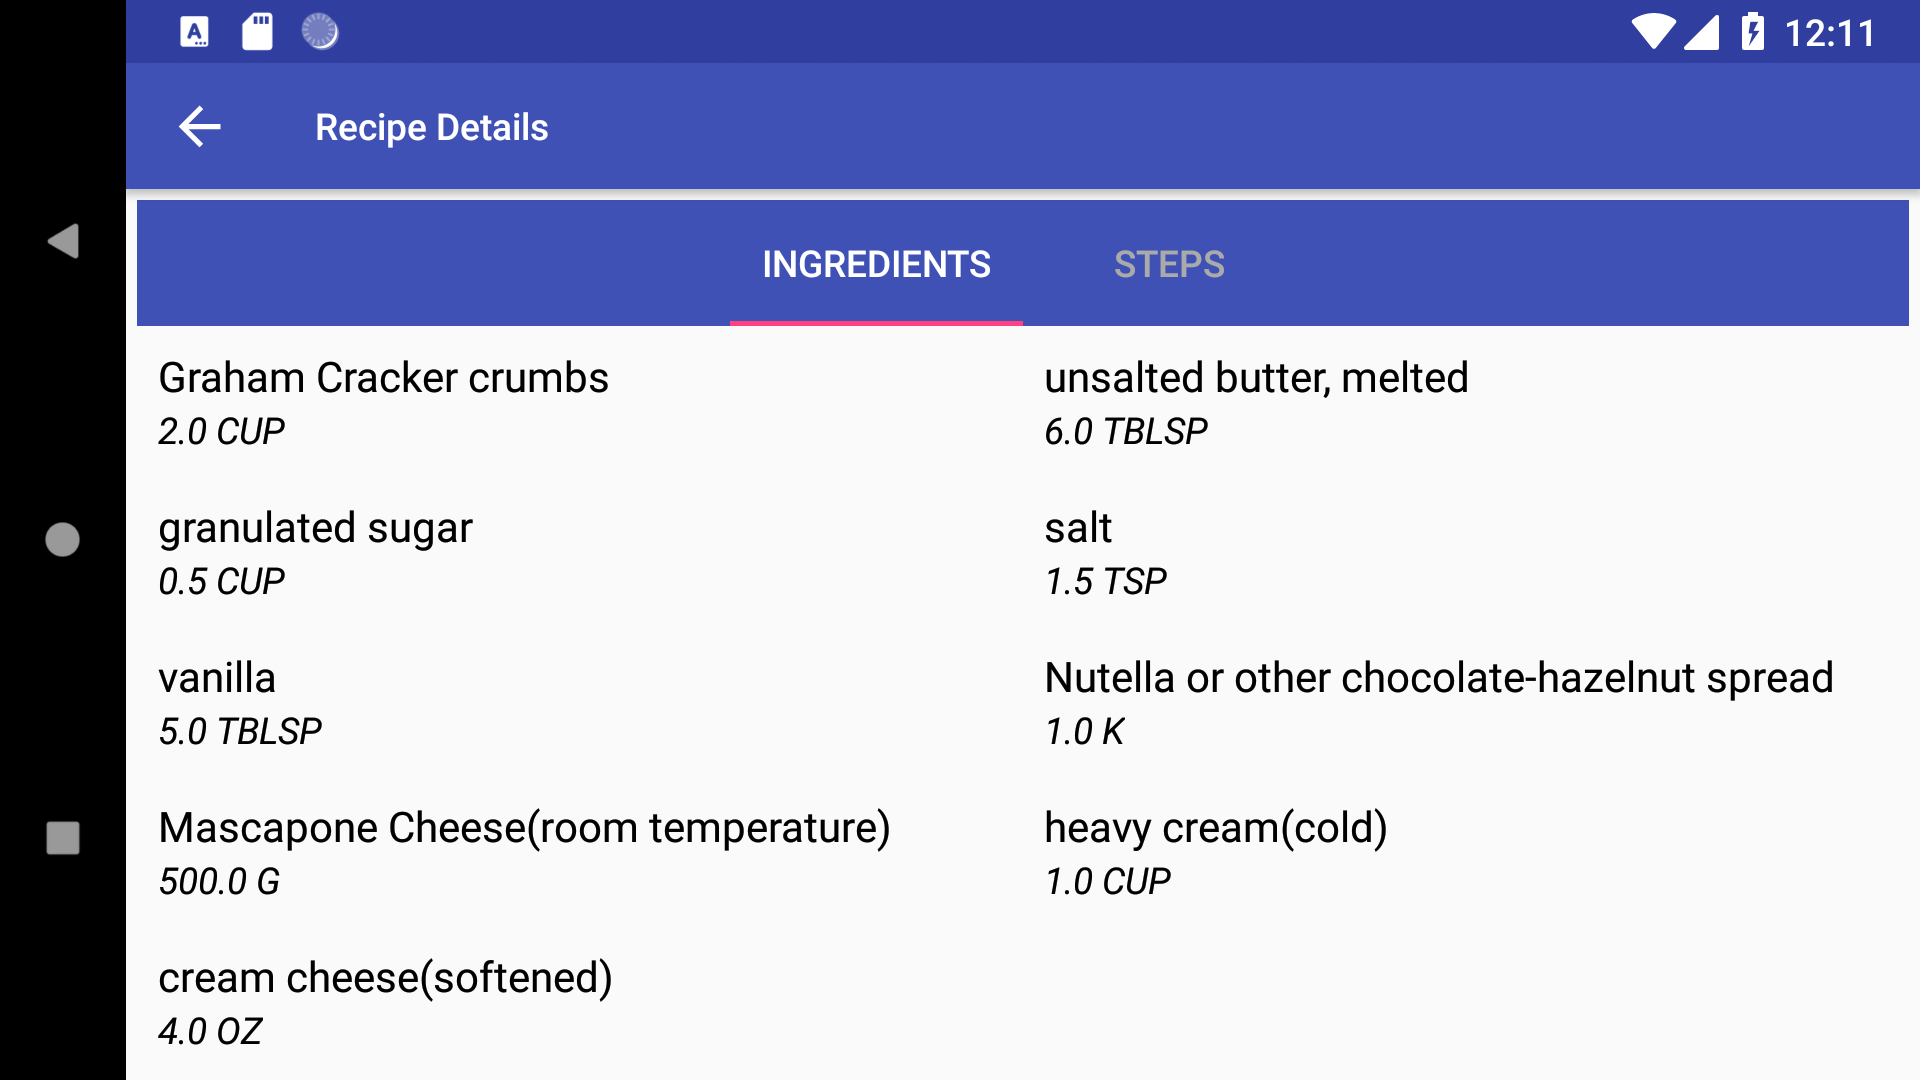 12:11
Recipe Details
INGREDIENTS
STEPS
Graham Cracker crumbs
2.0 CUP
unsalted butter, melted
6.0 TBLSP
granulated sugar
0.5 CUP
salt
1.5 TSP
vanilla
5.0 TBLSP
Nutella or other chocolate-hazelnut spread
1.0 K
Mascapone Cheese(room temperature)
500.0 G
heavy cream(cold)
1.0 CUP
cream cheese(softened)
4.0 OZ